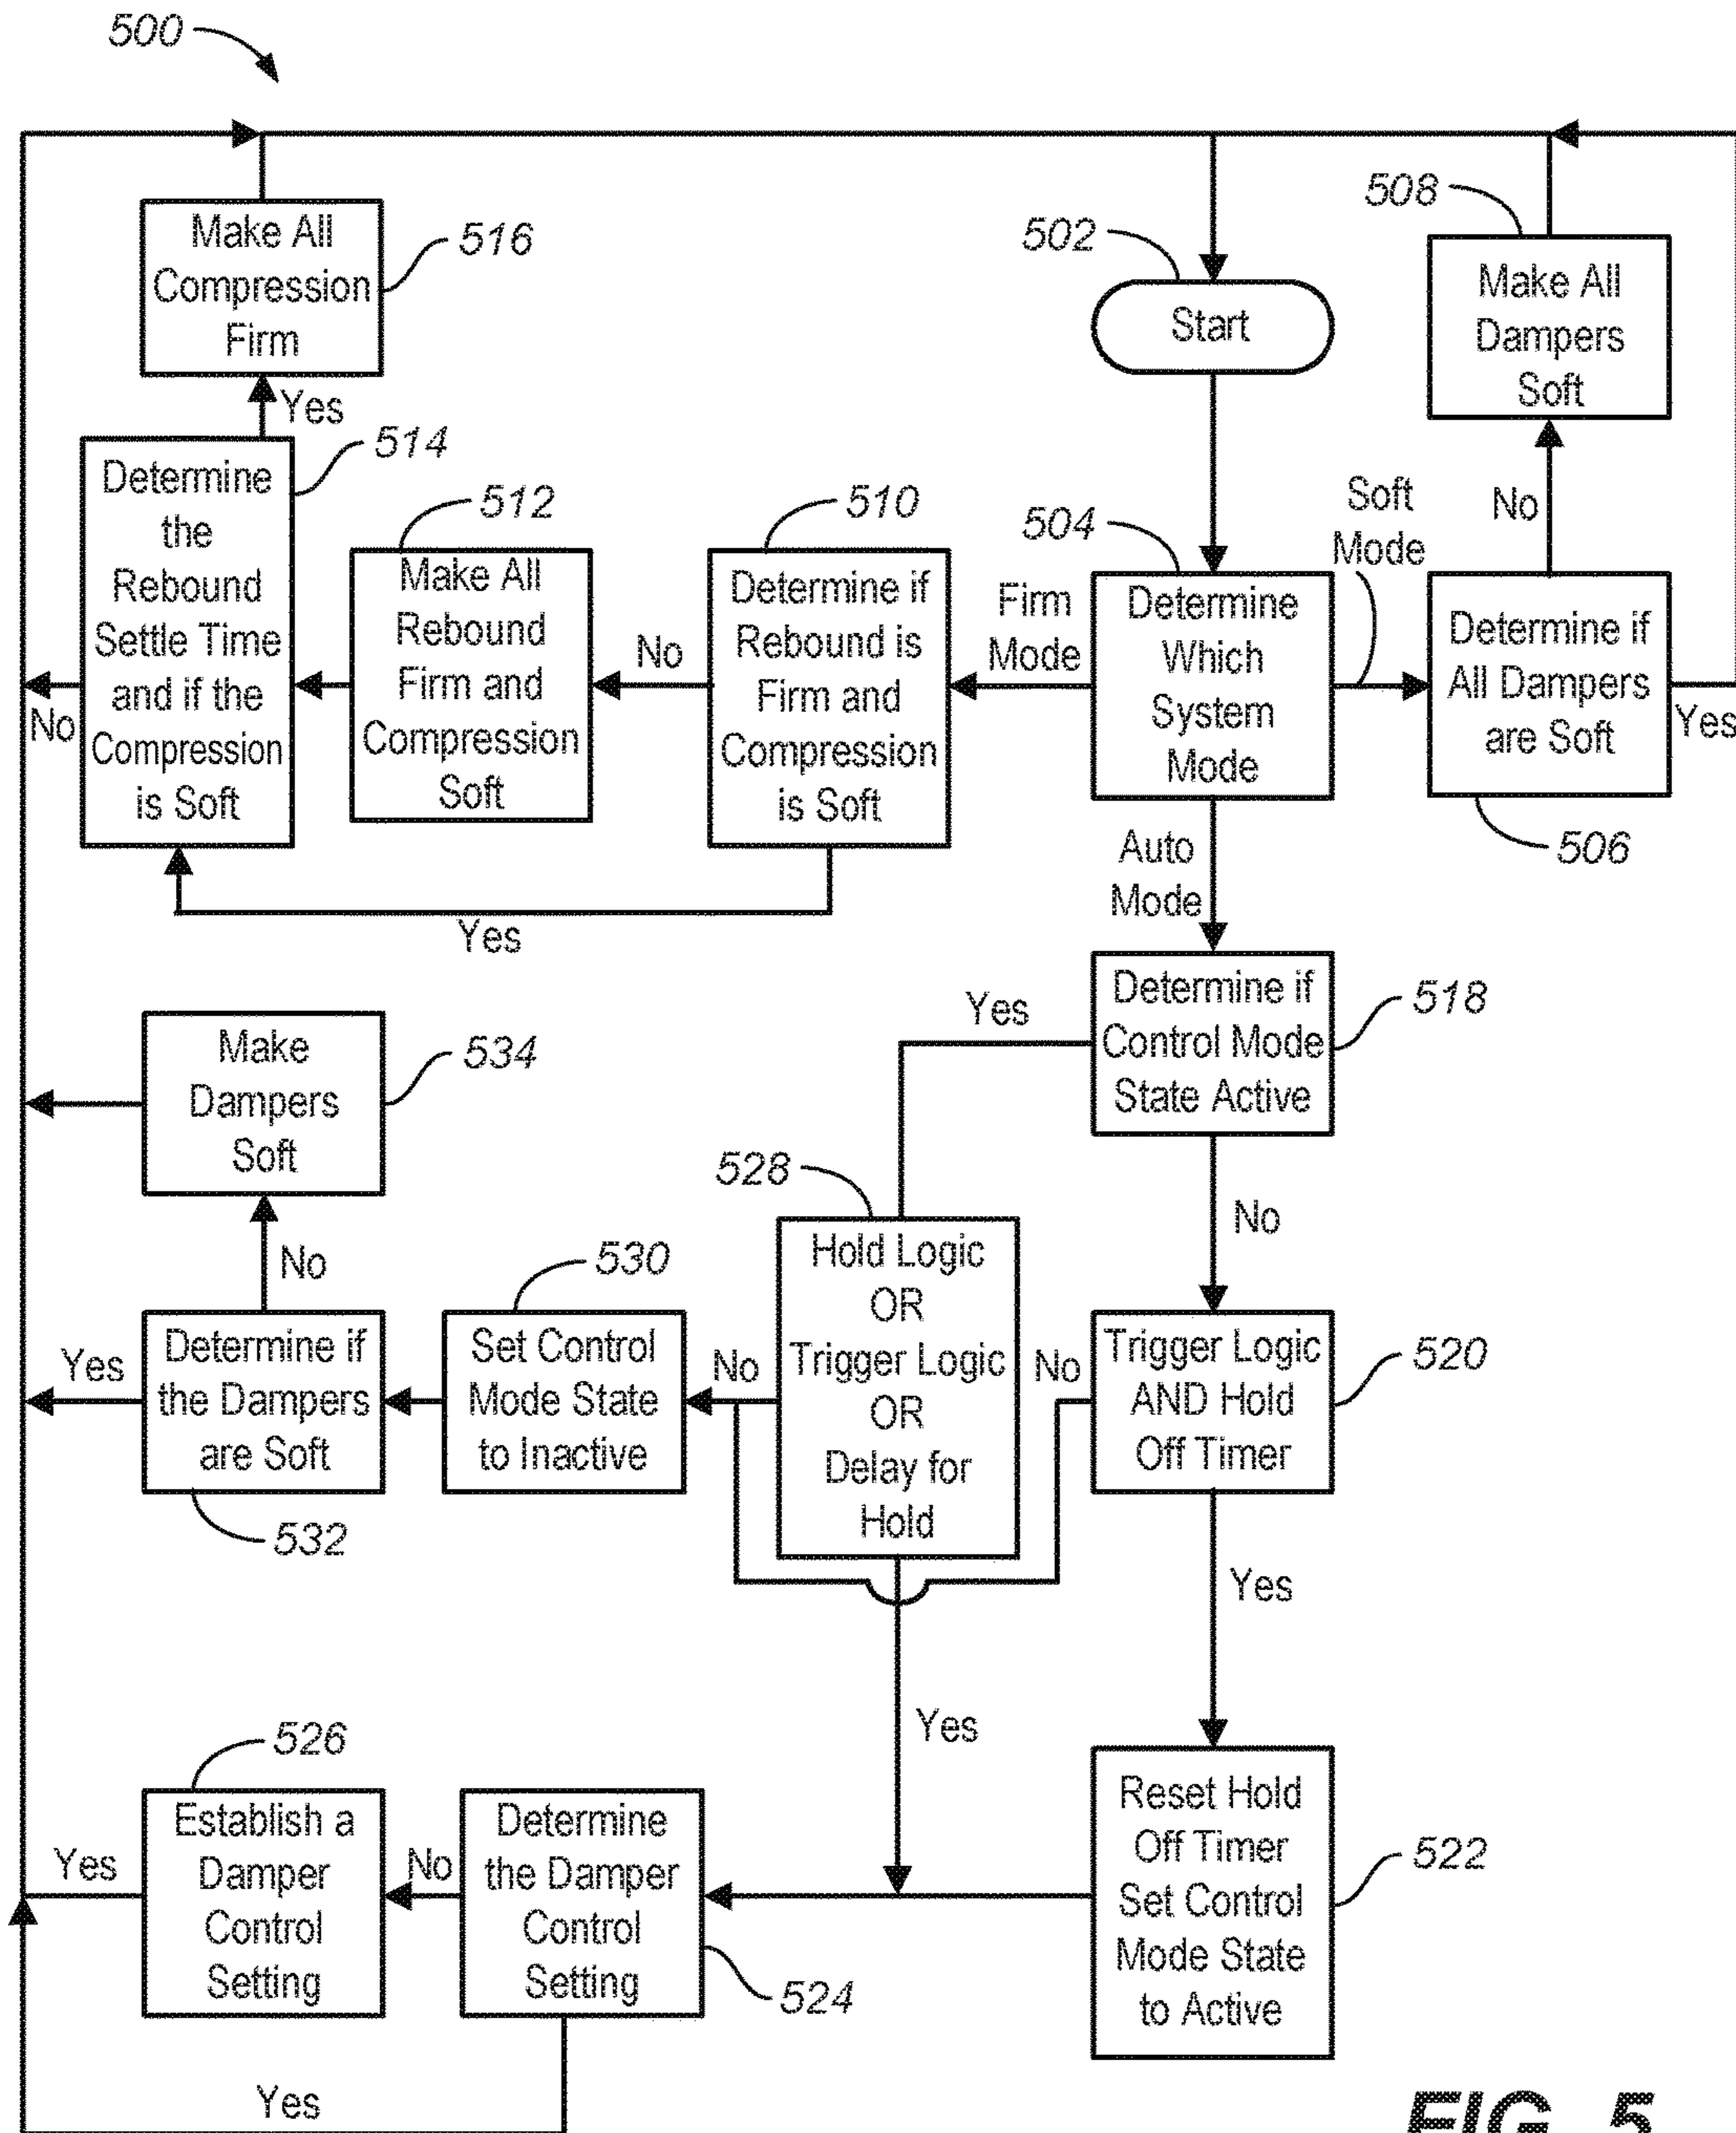 500
Make All
Compression
Firm
516
502
Start
508
Make All
Dampers
Soft
Yes
514
Determine
the
Rebound
Settle Time
and if the
Compression
is Soft
No
512
Make All
Rebound
Firm and
Compression
Soft
No
510
Determine if
Rebound is
Firm and
Compression
is Soft
Yes
Firm
Mode
504
Determine
Which
System
Mode
Soft
Mode
No
Determine if
All Dampers
are Soft
Yes
506
Auto
Mode
Determine if
Control Mode
State Active
518
Yes
No
Make
Dampers
Soft
534
No
Yes
Determine if
the Dampers
are Soft
532
530
Set Control
Mode State
to Inactive
No
528
Hold Logic
OR
Trigger Logic
OR
Delay for
Hold
No
Trigger Logic
AND Hold
Off Timer
520
Yes
Yes
526
Establish a
Damper
Control
Setting
Yes
No
Determine
the Damper
Control
Setting
524
Yes
Reset Hold
Off Timer
Set Control
Mode State
to Active
522
FIG. 5